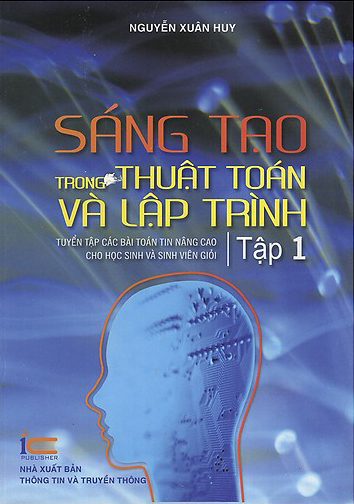 NGUYỄN XUÂN HUY
SÁNG TẠO
TRONG THUẬT TOÁN
VÀ LẬP TRÌNH
TUYỂN TẬP CÁC BÀI TOÁN TIN NÂNG CAO
CHO HỌC SINH VÀ SINH VIÊN GIỎI
Tập 1
ic
PUBLISHER
NHÀ XUẤT BẢN
THÔNG TIN VÀ TRUYỀN THÔNG